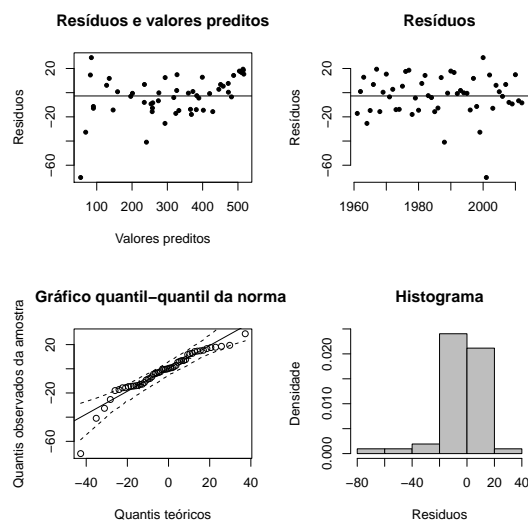 Resíduos e valores preditos
Resíduos
20
−20
−60
100 200 300 400 500
Valores preditos
Resíduos
Resíduos
20
−20
−60
1960 1980 2000
Gráfico quantil−quantil da norma
Quantis observados da amostra
20
−20
−60
−40 −20 0 20 40
Quantis teóricos
Histograma
Densidade
0.020
0.010
0.000
−80 −40 0 20 40
Residuos